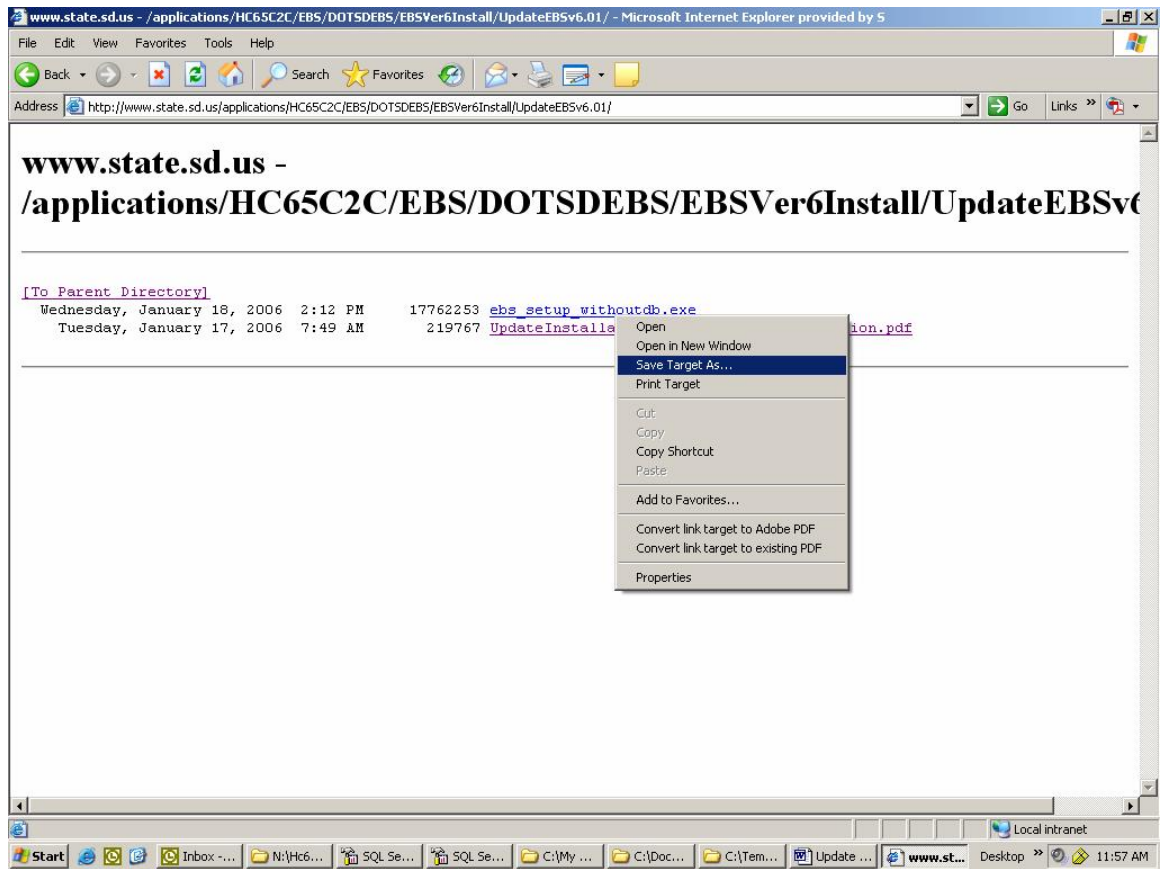 www.state.sd.us - /applications/HC65C2C/EBS/DOTSDEBS/EBSVer6Install/UpdateEBSv6.01/ - Microsoft Internet Explorer provided by S
File Edit View Favorites Tools Help
Back Search Favorites
Address http://www.state.sd.us/applications/HC65C2C/EBS/DOTSDEBS/EBSVer6Install/UpdateEBSv6.01/ Go Links »
www.state.sd.us -
/applications/HC65C2C/EBS/DOTSDEBS/EBSVer6Install/UpdateEBSv6
[To Parent Directory]
Wednesday, January 18, 2006 2:12 PM 17762253 ebs_setup_withoutdb.exe
Tuesday, January 17, 2006 7:49 AM 219767 UpdateInstalla ion.pdf
Open
Open in New Window
Save Target As...
Print Target
Cut
Copy
Copy Shortcut
Paste
Add to Favorites...
Convert link target to Adobe PDF
Convert link target to existing PDF
Properties
Local intranet
Start Inbox -... N:\Hc6... SQL Se... SQL Se... C:\My ... C:\Doc... C:\Tem... Update ... www.st... Desktop » 11:57 AM